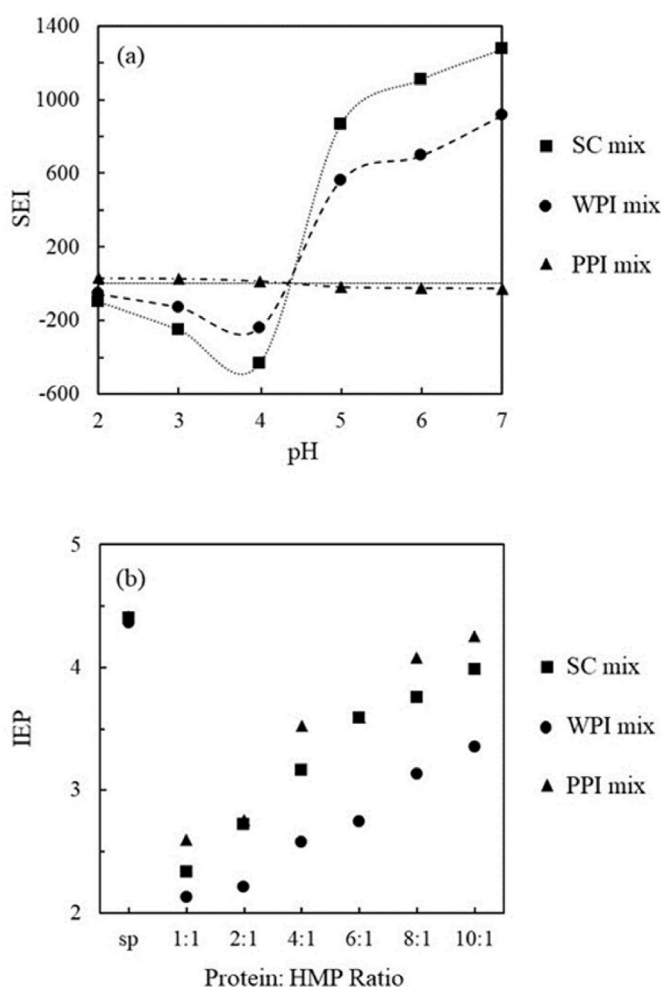 1400
(a)
1000
SC mix
600
SEI
WPI mix
200
PPI mix
-200
-600
2 3 4 5 6 7
pH
5
(b)
4
SC mix
IEP
WPI mix
3
PPI mix
2
sp 1:1 2:1 4:1 6:1 8:1 10:1
Protein: HMP Ratio